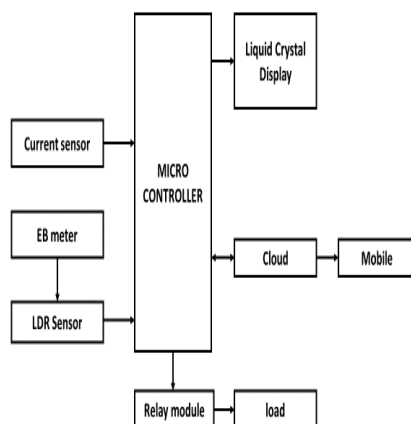 Liquid Crystal
Display
Current sensor
MICRO
CONTROLLER
EB meter
Cloud
Mobile
LDR Sensor
Relay module
load